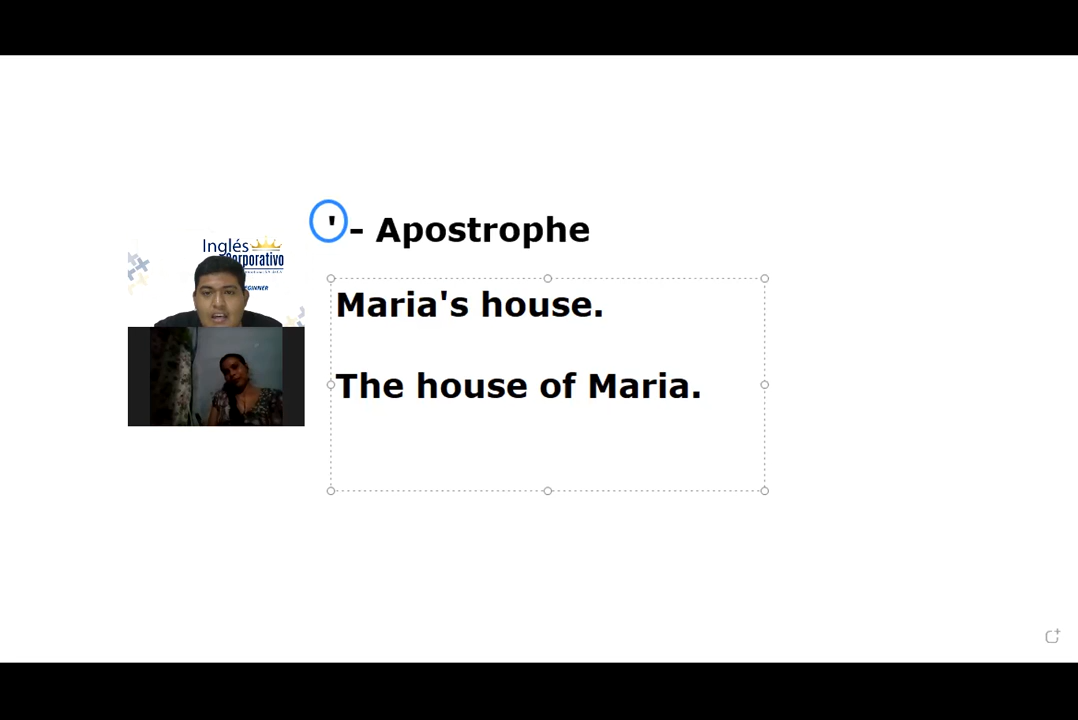 ' - Apostrophe
Inglés
Corporativo
Maria's house.
The house of Maria.